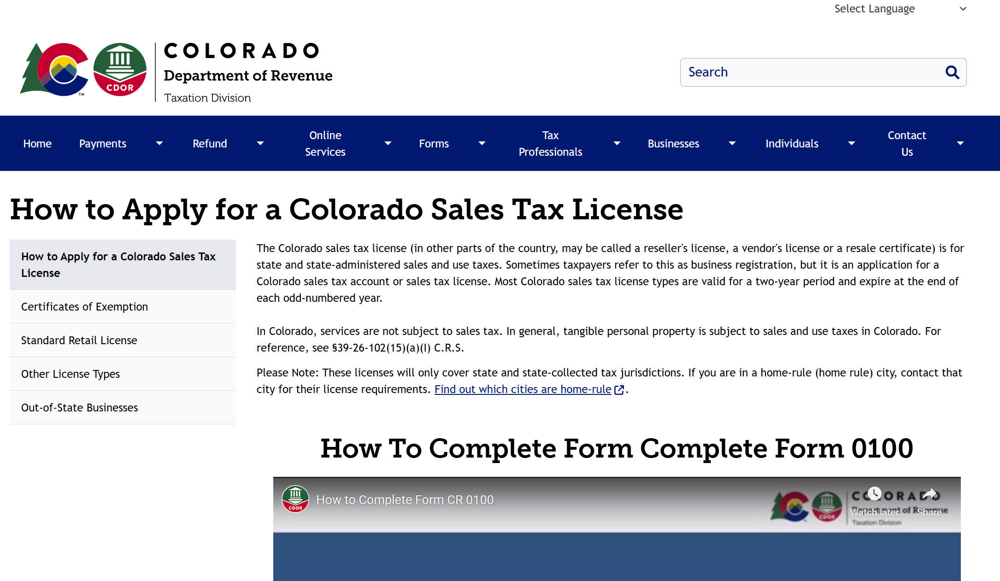 Select Language
COLORADO
Department of Revenue
Taxation Division
CDOR
TM
Search
Home
Payments
Refund
Online
Services
Forms
Tax
Professionals
Businesses
Individuals
Contact
Us
How to Apply for a Colorado Sales Tax License
How to Apply for a Colorado Sales Tax
License
Certificates of Exemption
Standard Retail License
Other License Types
Out-of-State Businesses
The Colorado sales tax license (in other parts of the country, may be called a reseller's license, a vendor's license or a resale certificate) is for
state and state-administered sales and use taxes. Sometimes taxpayers refer to this as business registration, but it is an application for a
Colorado sales tax account or sales tax license. Most Colorado sales tax license types are valid for a two-year period and expire at the end of
each odd-numbered year.
In Colorado, services are not subject to sales tax. In general, tangible personal property is subject to sales and use taxes in Colorado. For
reference, see §39-26-102(15)(a)(I) C.R.S.
Please Note: These licenses will only cover state and state-collected tax jurisdictions. If you are in a home-rule (home rule) city, contact that
city for their license requirements. Find out which cities are home-rule.
How To Complete Form Complete Form 0100
CDOR
How to Complete Form CR 0100
CDOR
COLORADO
Department of Revenue
Taxation Division
Watch later
Share